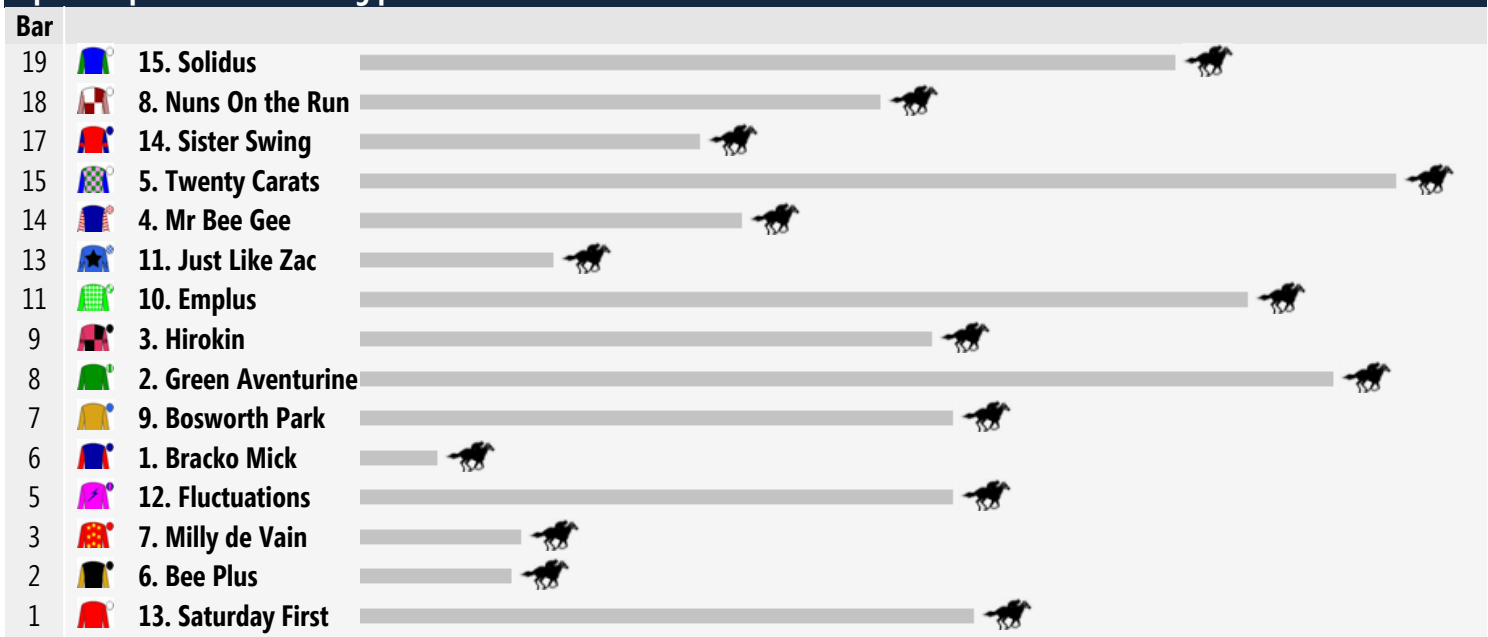 Bar
19 15. Solidus
18 8. Nuns On the Run
17 14. Sister Swing
15 5. Twenty Carats
14 4. Mr Bee Gee
13 11. Just Like Zac
11 10. Emplus
9 3. Hirokin
8 2. Green Aventurine
7 9. Bosworth Park
6 1. Bracko Mick
5 12. Fluctuations
3 7. Milly de Vain
2 6. Bee Plus
1 13. Saturday First